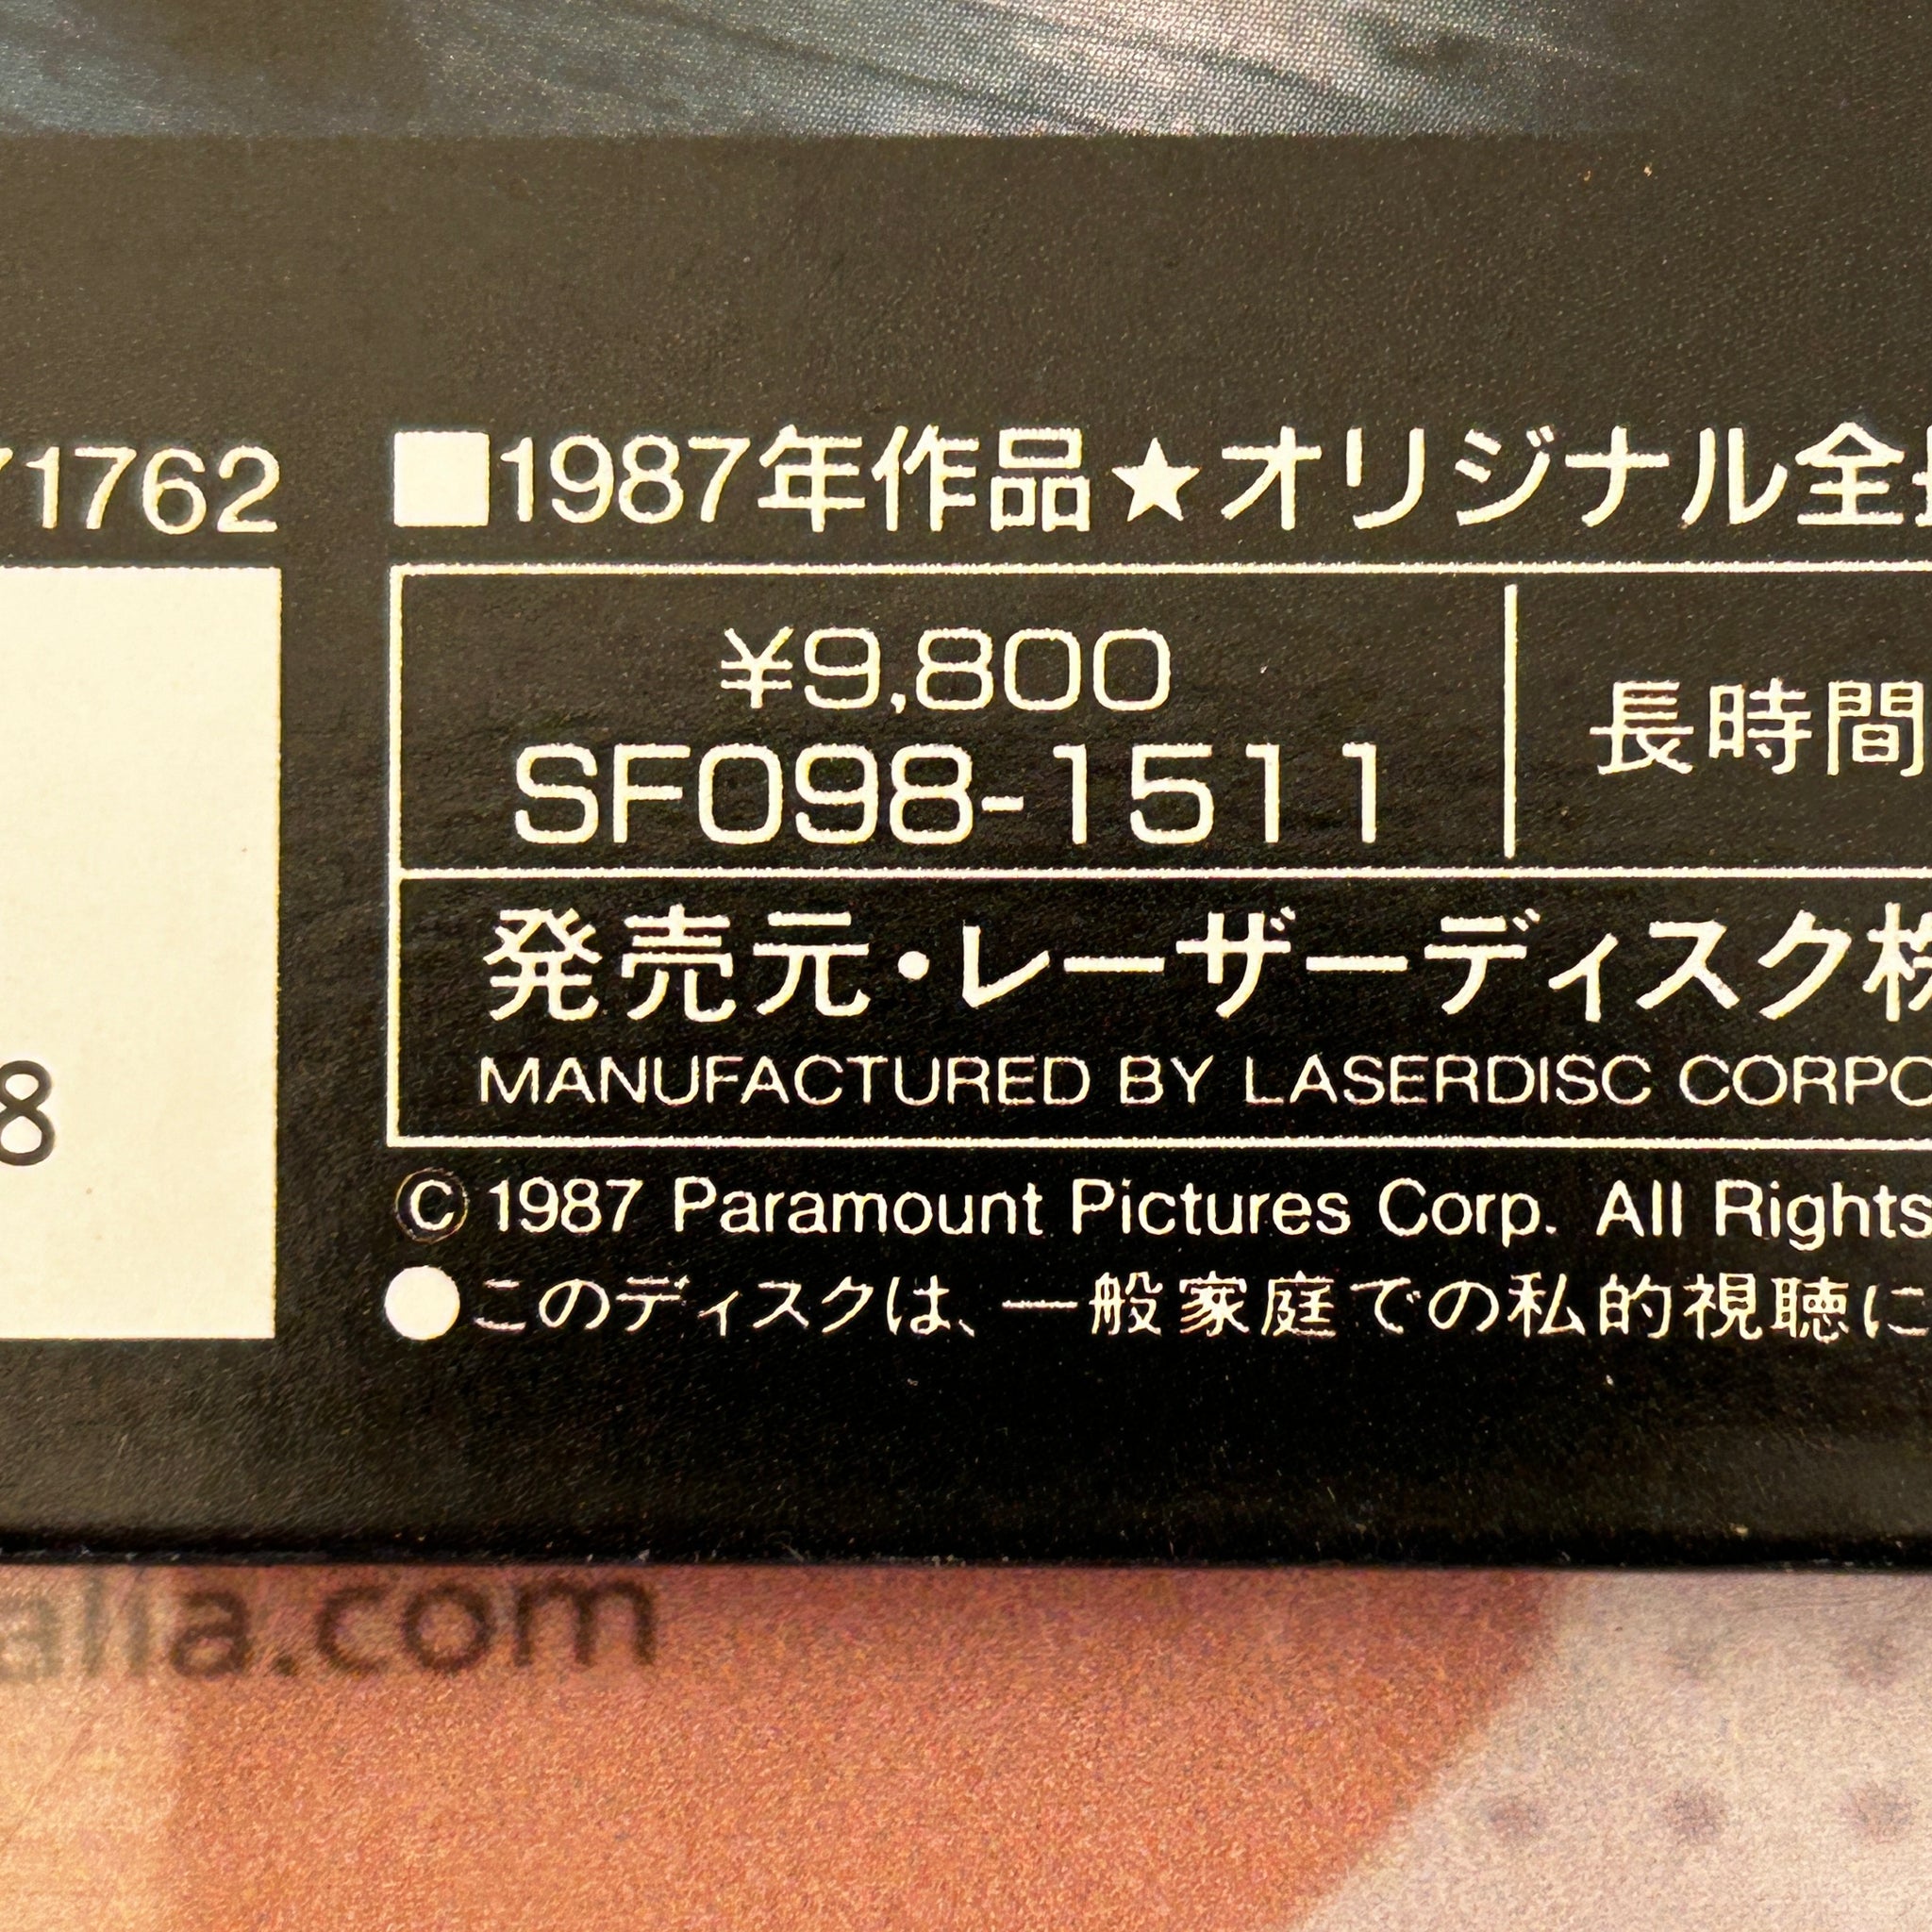 71762
■1987年作品★オリジナル全長
¥9,800
SF098-1511
長時間
発売元・レーザーディスク株
MANUFACTURED BY LASERDISC CORPO
8
© 1987 Paramount Pictures Corp. All Rights
●このディスクは、一般家庭での私的視聴に
alia.com